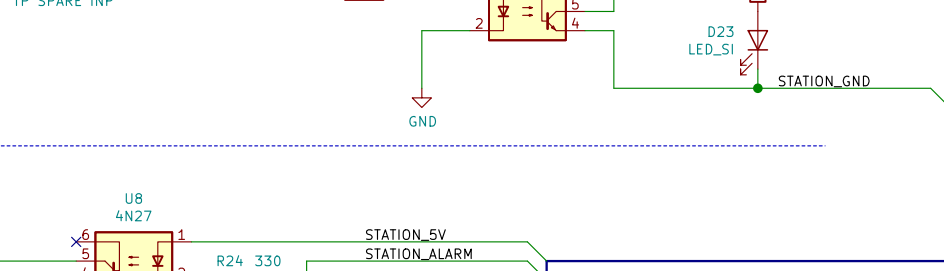 TP SPARE INP
5
2
4
D23
LED_SI
STATION_GND
GND
U8
4N27
6
1
STATION_5V
5
STATION_ALARM
R24 330